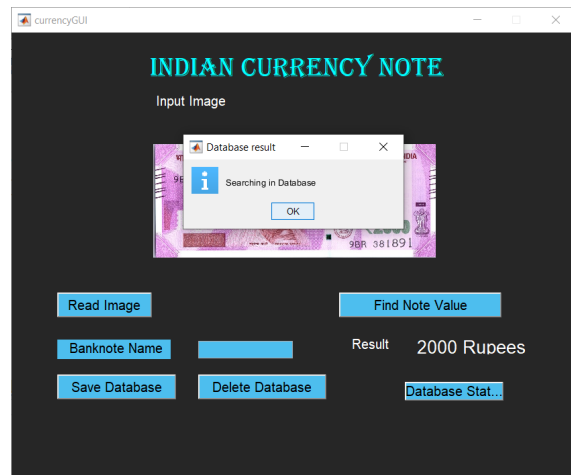 currencyGUI
INDIAN CURRENCY NOTE
Input Image
Database result
Searching in Database
OK
9BR 381891
Read Image
Find Note Value
Banknote Name
Result
2000 Rupees
Save Database
Delete Database
Database Stat...